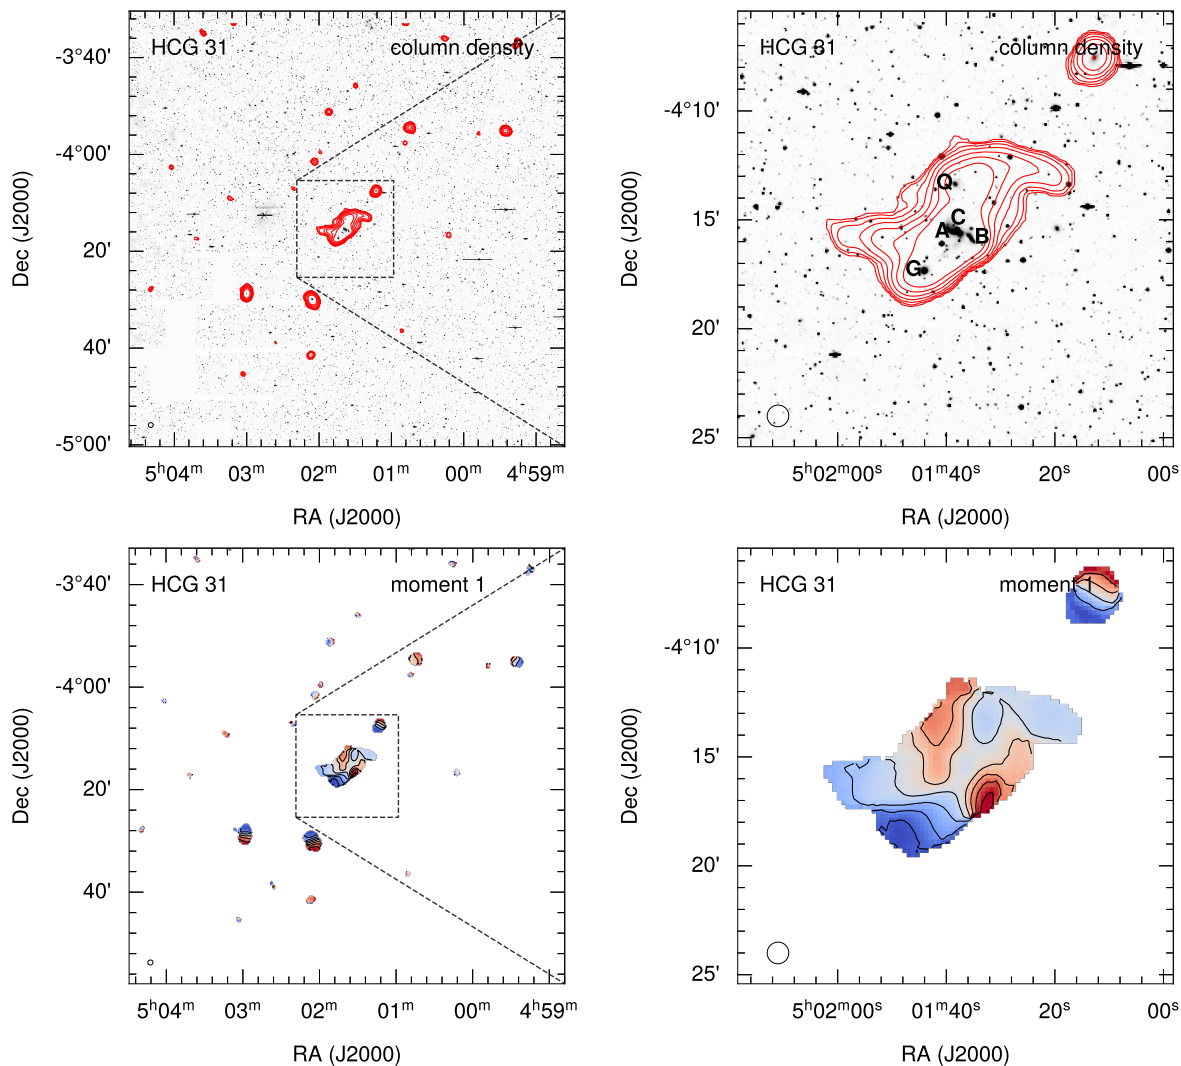 HCG 31 column density
-3°40'
-4°00'
20'
40'
-5°00'
5ʰ04ᵐ 03ᵐ 02ᵐ 01ᵐ 00ᵐ 4ʰ59ᵐ
RA (J2000)
Dec (J2000)
HCG 31 column density
-4°10'
15'
20'
25'
Q
C
A
B
G
5ʰ02ᵐ00ˢ 01ᵐ40ˢ 20ˢ 00ˢ
RA (J2000)
Dec (J2000)
HCG 31 moment 1
-3°40'
-4°00'
20'
40'
5ʰ04ᵐ 03ᵐ 02ᵐ 01ᵐ 00ᵐ 4ʰ59ᵐ
RA (J2000)
Dec (J2000)
HCG 31 moment 1
-4°10'
15'
20'
25'
5ʰ02ᵐ00ˢ 01ᵐ40ˢ 20ˢ 00ˢ
RA (J2000)
Dec (J2000)